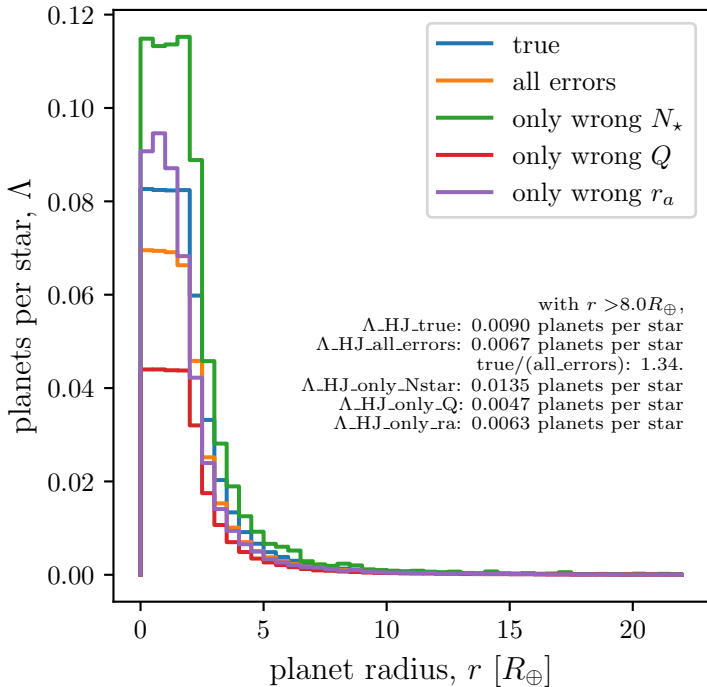 0.12
0.10
0.08
0.06
0.04
0.02
0.00
planets per star, Λ
true
all errors
only wrong N⋆
only wrong Q
only wrong rₐ
with r >8.0R⊕,
Λ_HJ_true: 0.0090 planets per star
Λ_HJ_all_errors: 0.0067 planets per star
true/(all_errors): 1.34.
Λ_HJ_only_Nstar: 0.0135 planets per star
Λ_HJ_only_Q: 0.0047 planets per star
Λ_HJ_only_ra: 0.0063 planets per star
0 5 10 15 20
planet radius, r [R⊕]